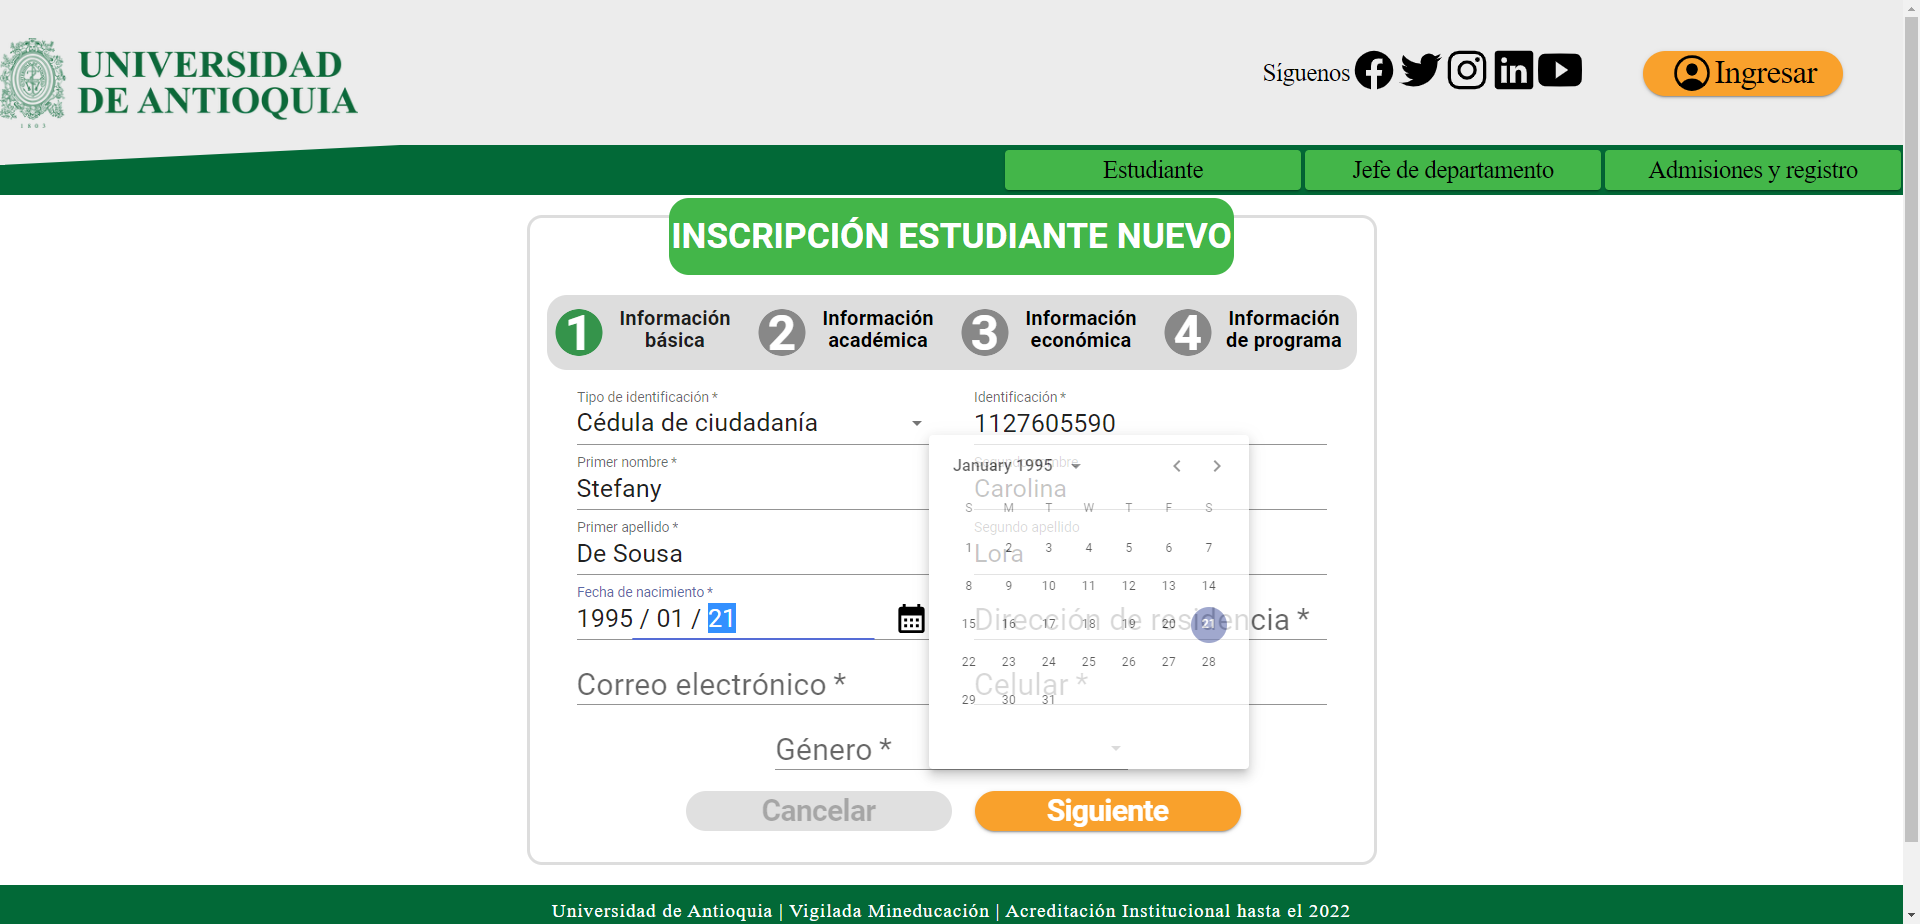 UNIVERSIDAD
DE ANTIOQUIA
1803
Síguenos
Ingresar
Estudiante
Jefe de departamento
Admisiones y registro
INSCRIPCIÓN ESTUDIANTE NUEVO
1 Información básica
2 Información académica
3 Información económica
4 Información de programa
Tipo de identificación *
Cédula de ciudadanía
Identificación *
1127605590
Primer nombre *
Stefany
Segundo nombre
Carolina
Primer apellido *
De Sousa
Segundo apellido
Lora
Fecha de nacimiento *
1995 / 01 / 21
Dirección de residencia *
Correo electrónico *
Celular *
Género *
January 1995
S M T W T F S
1 2 3 4 5 6 7
8 9 10 11 12 13 14
15 16 17 18 19 20 21
22 23 24 25 26 27 28
29 30 31
Cancelar
Siguiente
Universidad de Antioquia | Vigilada Mineducación | Acreditación Institucional hasta el 2022